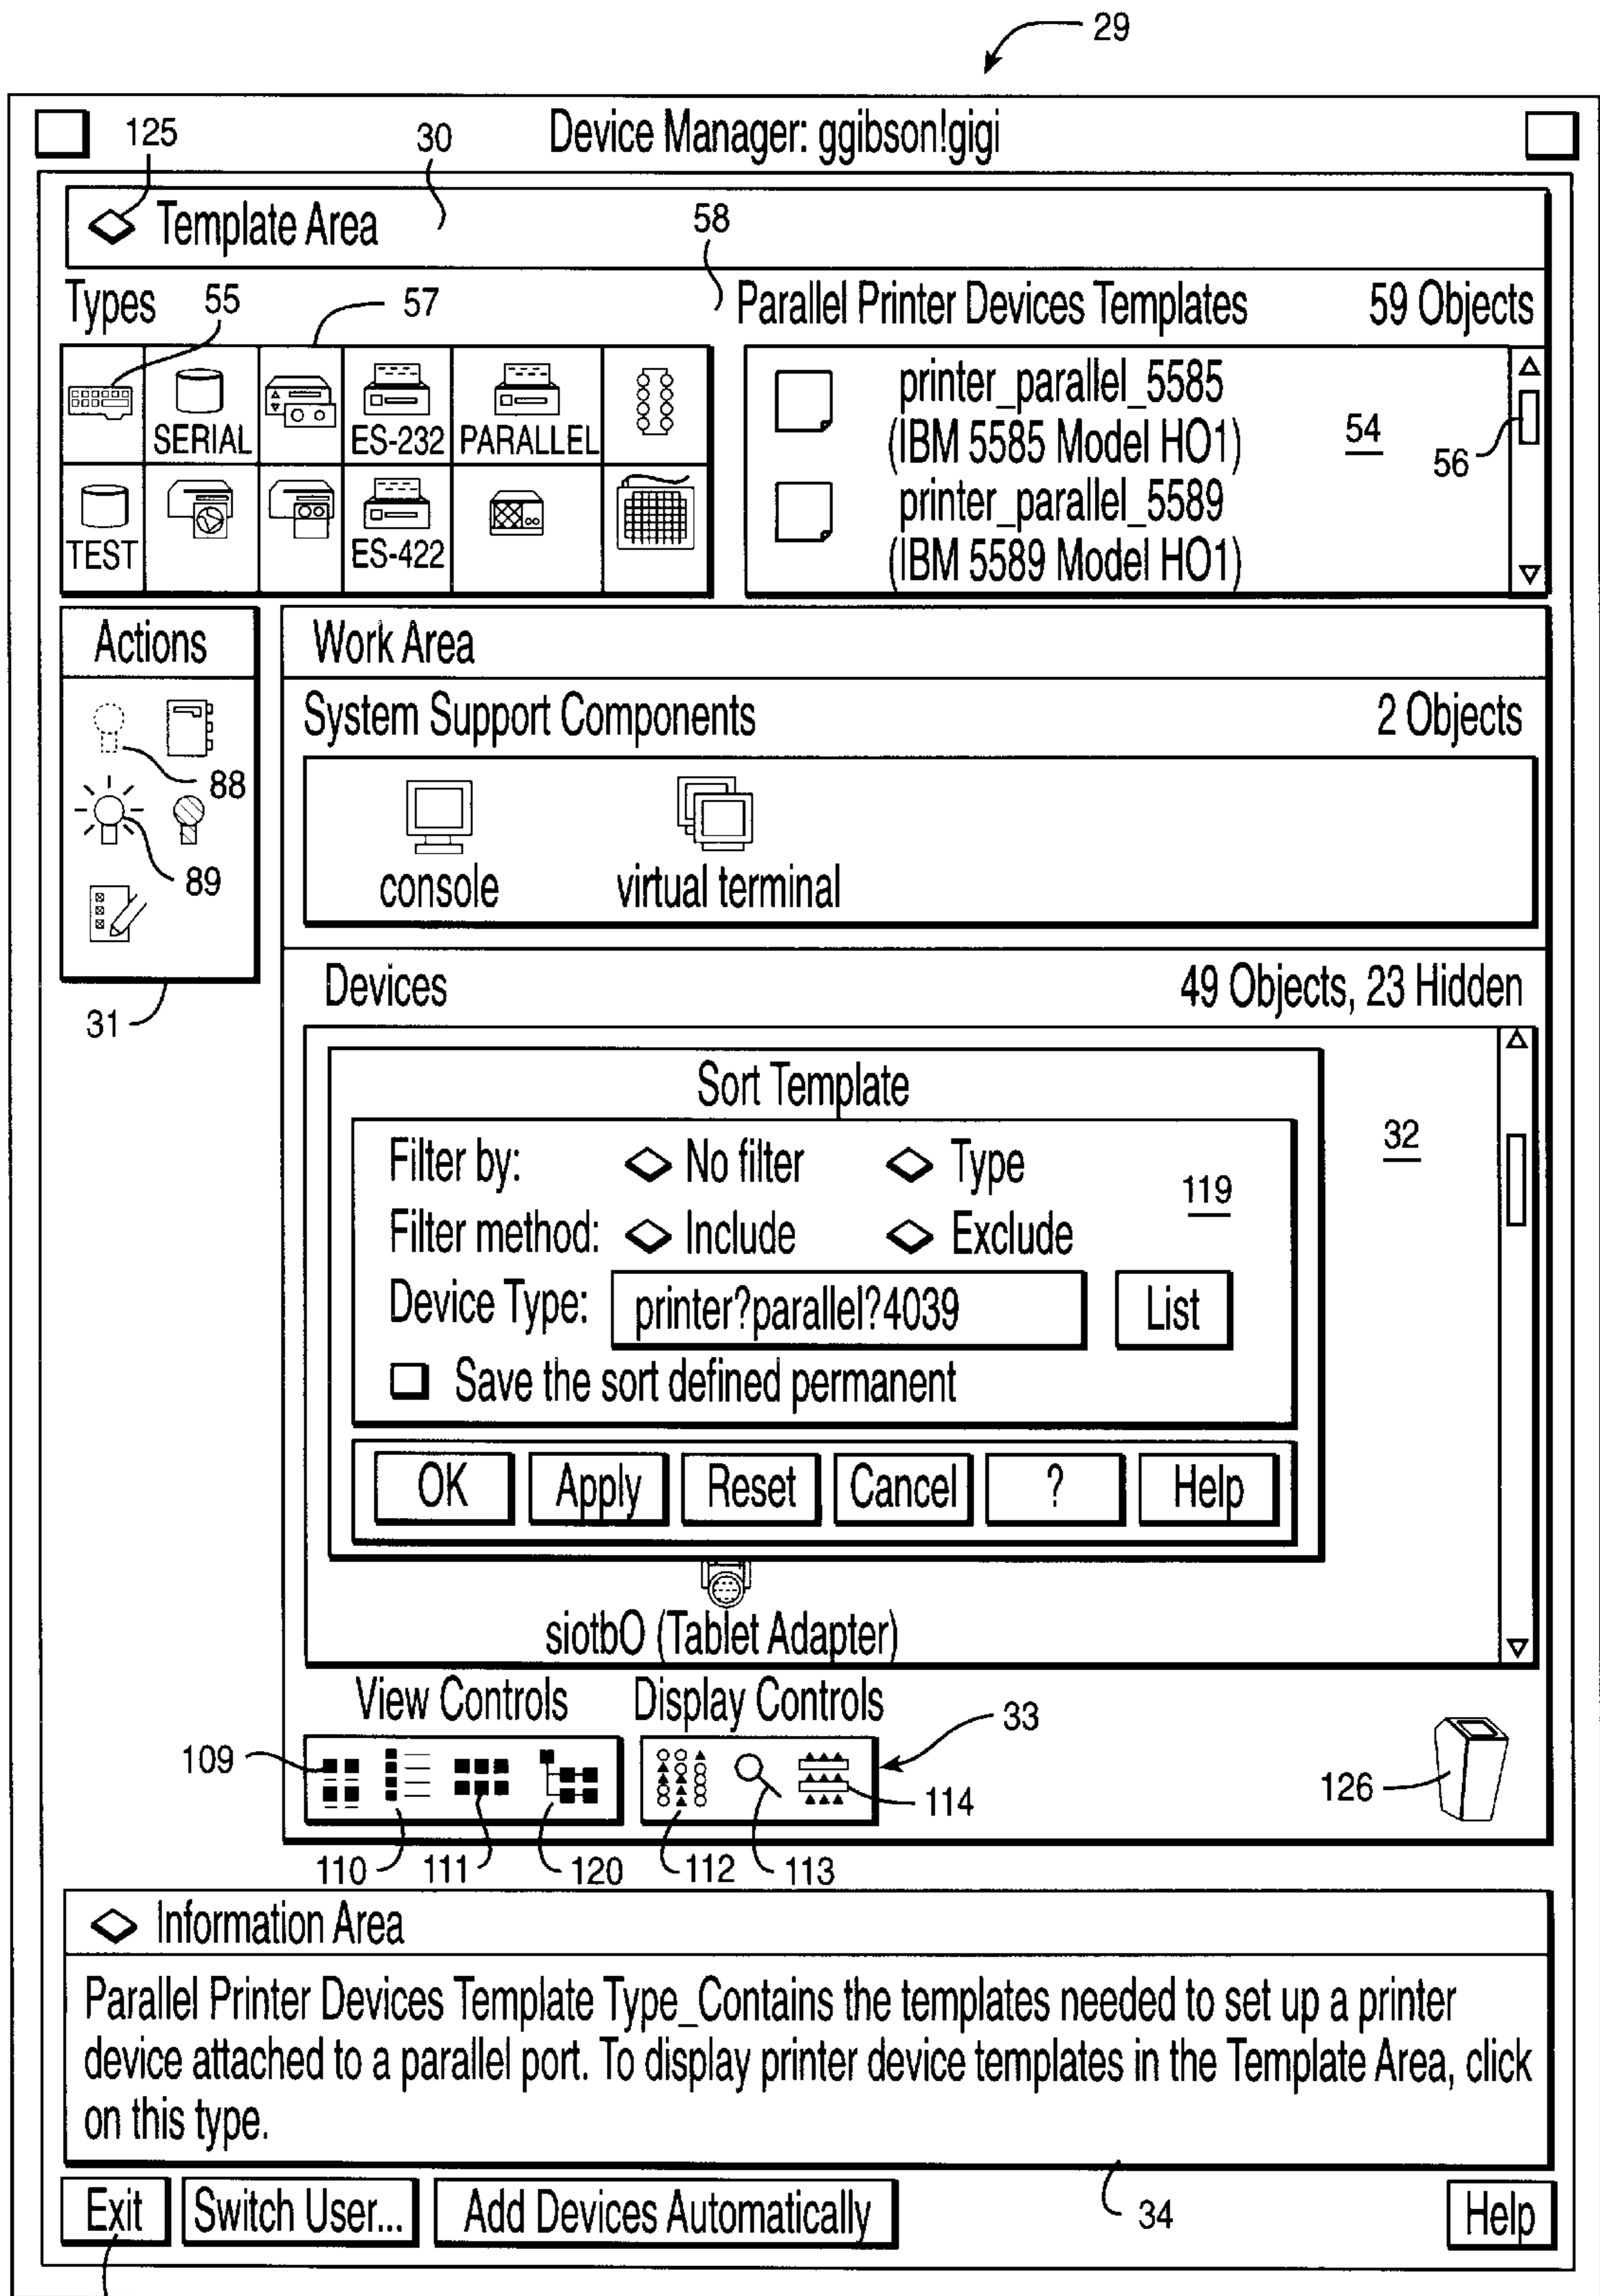 29
Device Manager: ggibson!gigi
125
30
Template Area
58
Types
55
57
Parallel Printer Devices Templates
59 Objects
SERIAL
ES-232
PARALLEL
TEST
ES-422
printer_parallel_5585
(IBM 5585 Model HO1)
54
56
printer_parallel_5589
(IBM 5589 Model HO1)
Actions
88
89
31
Work Area
System Support Components
2 Objects
console
virtual terminal
Devices
49 Objects, 23 Hidden
Sort Template
32
Filter by: No filter Type
119
Filter method: Include Exclude
Device Type: printer?parallel?4039 List
Save the sort defined permanent
OK Apply Reset Cancel ? Help
siotbO (Tablet Adapter)
View Controls
Display Controls
33
109
114
126
110
111
120
112
113
Information Area
Parallel Printer Devices Template Type_Contains the templates needed to set up a printer
device attached to a parallel port. To display printer device templates in the Template Area, click
on this type.
34
Exit
Switch User...
Add Devices Automatically
Help